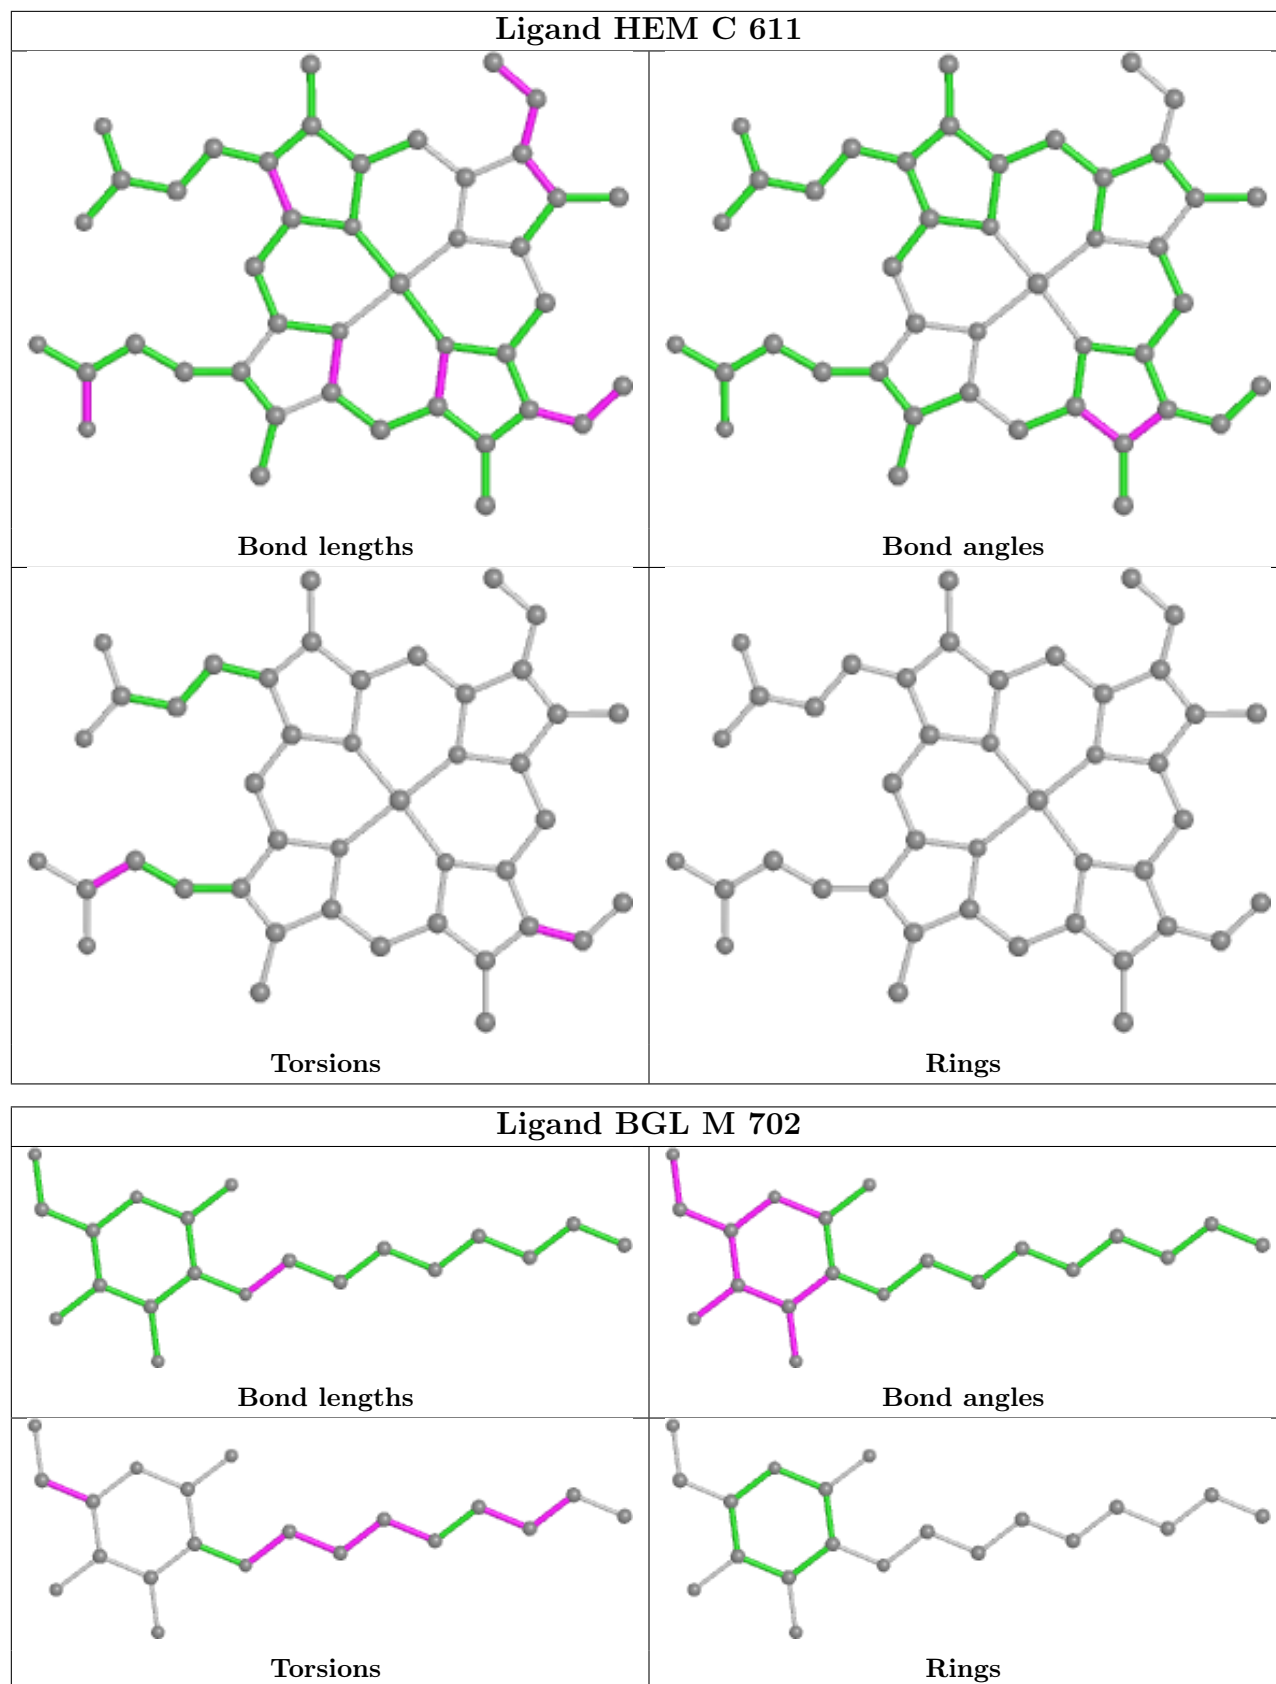 Ligand HEM C 611
Bond lengths
Bond angles
Torsions
Rings
Ligand BGL M 702
Bond lengths
Bond angles
Torsions
Rings